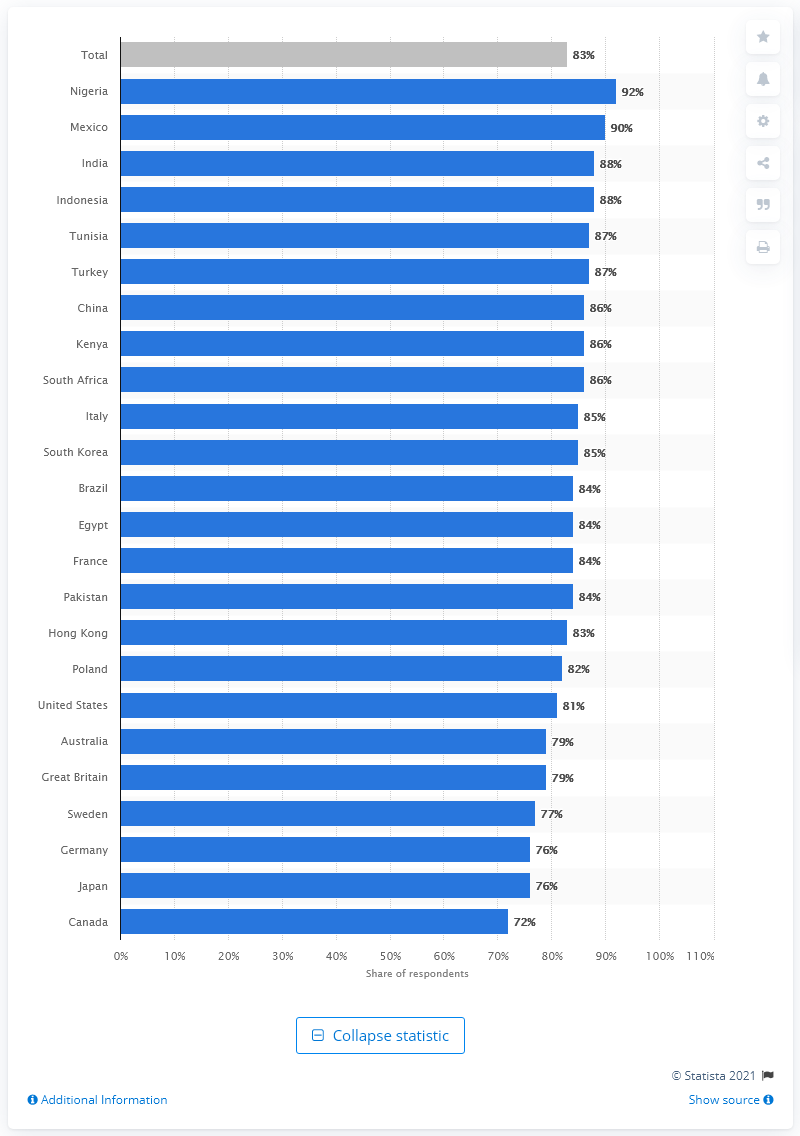 Total 83%
Nigeria 92%
Mexico 90%
India 88%
Indonesia 88%
Tunisia 87%
Turkey 87%
China 86%
Kenya 86%
South Africa 86%
Italy 85%
South Korea 85%
Brazil 84%
Egypt 84%
France 84%
Pakistan 84%
Hong Kong 83%
Poland 82%
United States 81%
Australia 79%
Great Britain 79%
Sweden 77%
Germany 76%
Japan 76%
Canada 72%
0% 10% 20% 30% 40% 50% 60% 70% 80% 90% 100% 110%
Share of respondents
Collapse statistic
© Statista 2021
Additional Information Show source